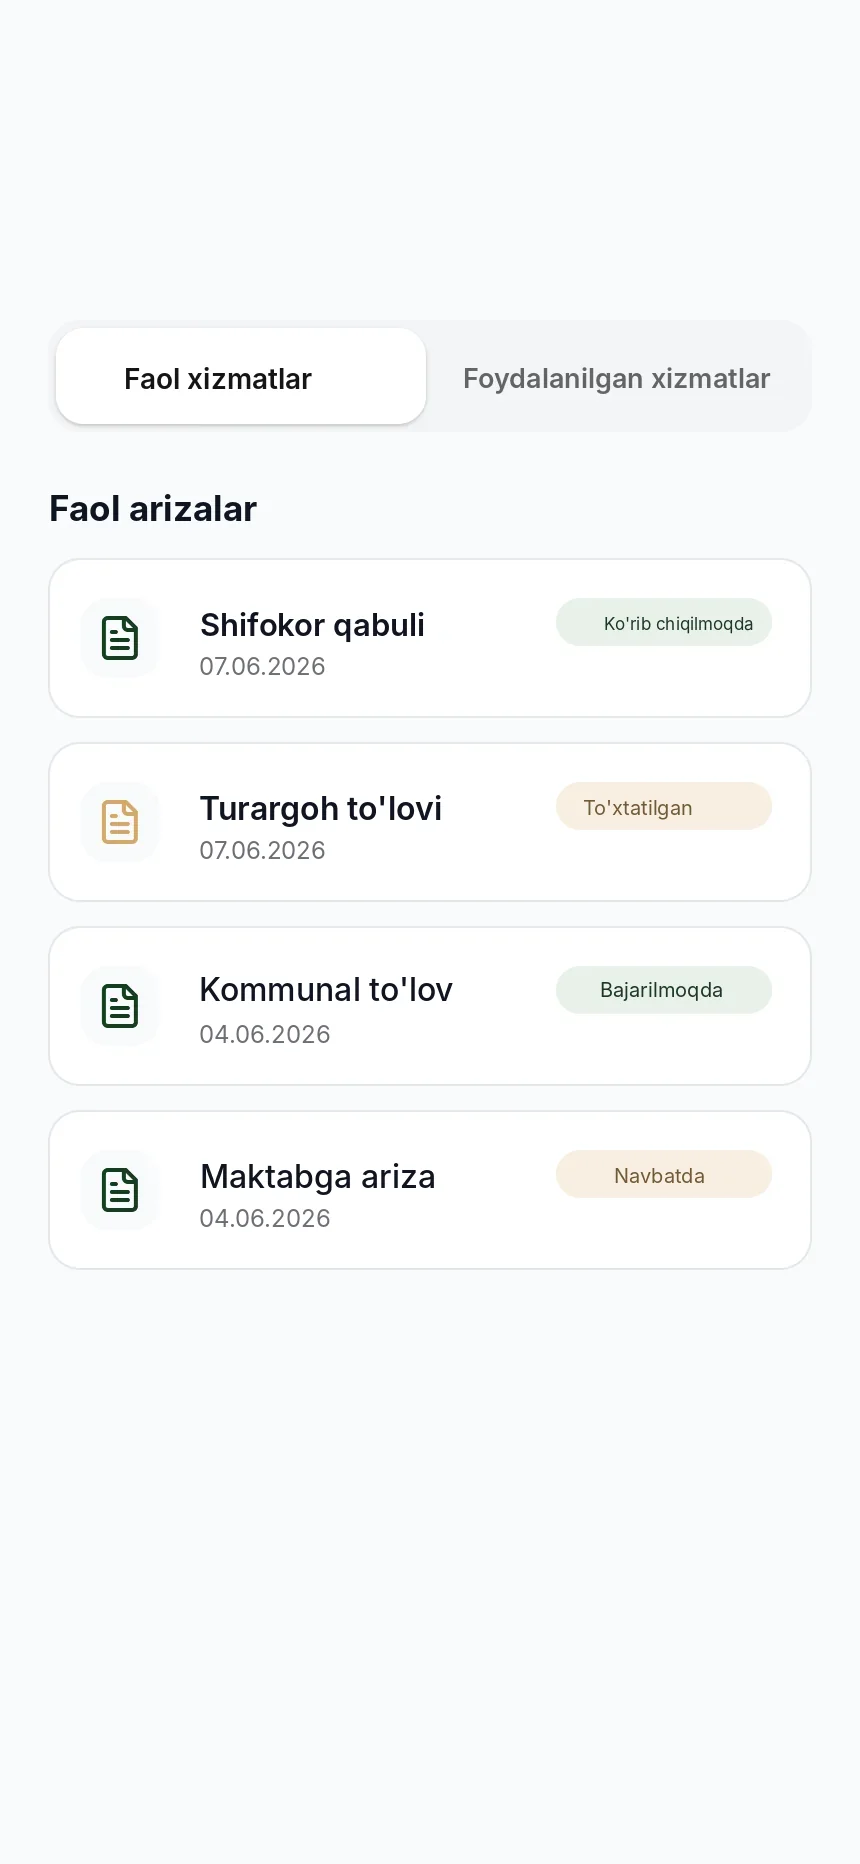 Faol xizmatlar
Foydalanilgan xizmatlar
Faol arizalar
Shifokor qabuli
Ko'rib chiqilmoqda
07.06.2026
Turargoh to'lovi
To'xtatilgan
07.06.2026
Kommunal to'lov
Bajarilmoqda
04.06.2026
Maktabga ariza
Navbatda
04.06.2026